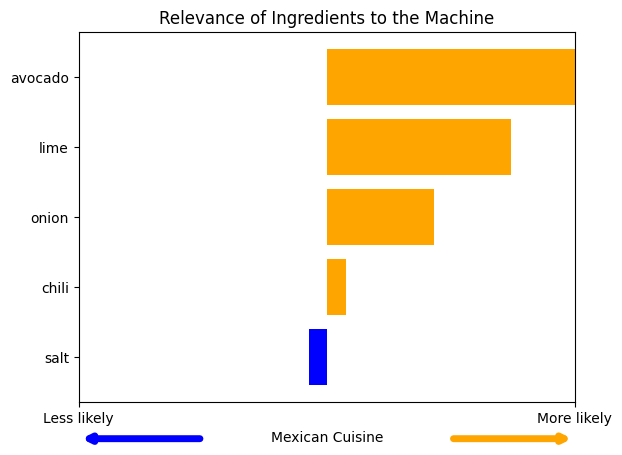 Relevance of Ingredients to the Machine
avocado
lime
onion
chili
salt
Less likely
More likely
Mexican Cuisine